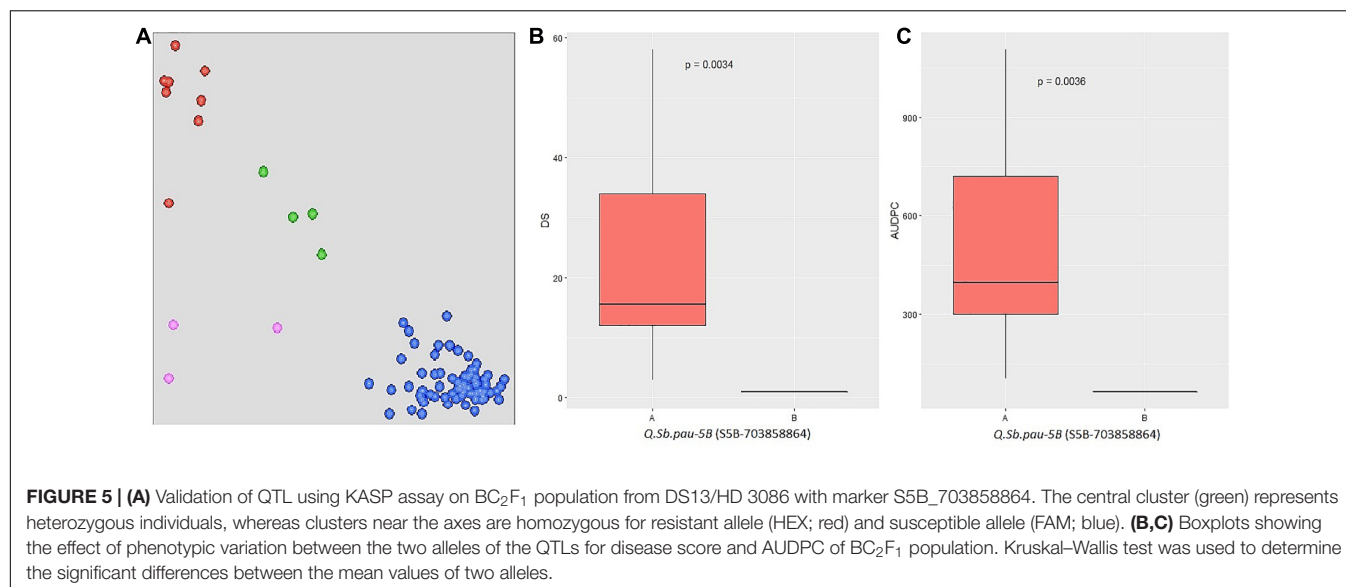 A
B
60
40
20
0
DS
p = 0.0034
A
B
Q.Sb.pau-5B (S5B-703858864)
C
900
600
300
AUDPC
p = 0.0036
A
B
Q.Sb.pau-5B (S5B-703858864)
FIGURE 5 | (A) Validation of QTL using KASP assay on BC₂F₁ population from DS13/HD 3086 with marker S5B_703858864. The central cluster (green) represents
heterozygous individuals, whereas clusters near the axes are homozygous for resistant allele (HEX; red) and susceptible allele (FAM; blue). (B,C) Boxplots showing
the effect of phenotypic variation between the two alleles of the QTLs for disease score and AUDPC of BC₂F₁ population. Kruskal–Wallis test was used to determine
the significant differences between the mean values of two alleles.